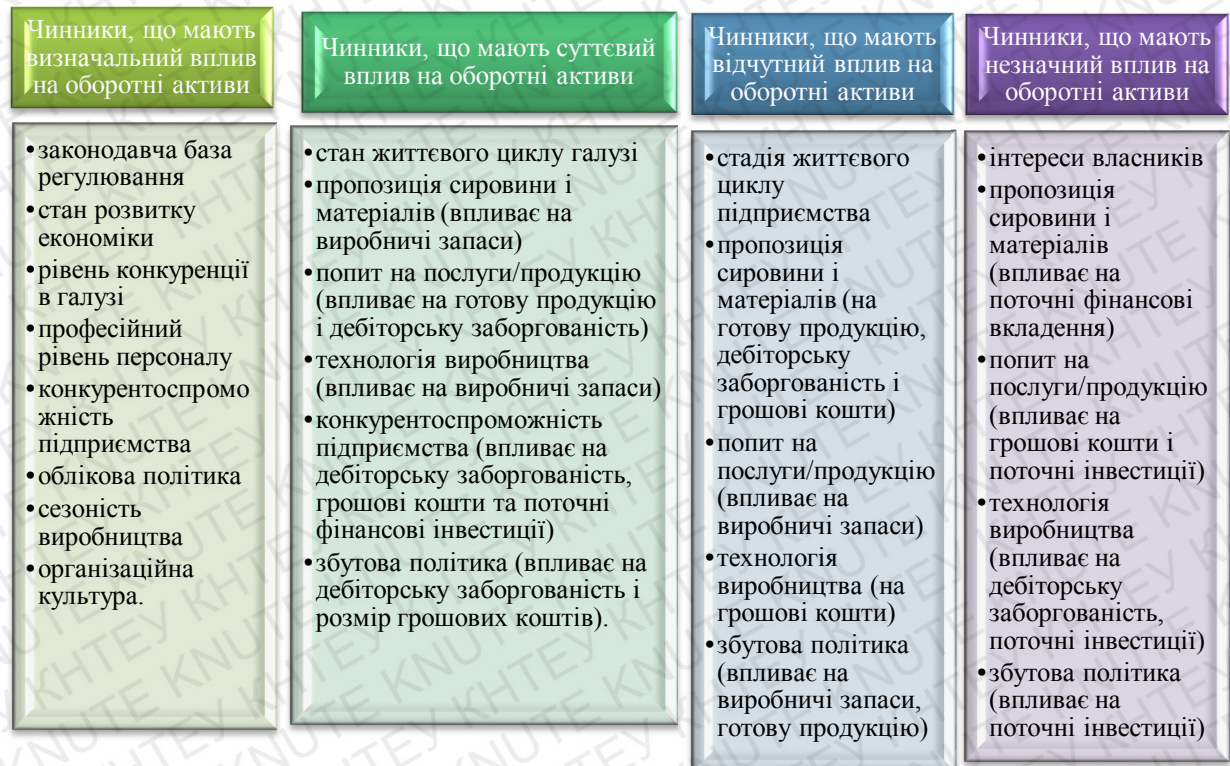 Чинники, що мають
визначальний вплив
на оборотні активи
•законодавча база
регулювання
•стан розвитку
економіки
•рівень конкуренції
в галузі
•професійний
рівень персоналу
•конкурентоспромо
жність
підприємства
•облікова політика
•сезоність
виробництва
•організаційна
культура.
Чинники, що мають суттєвий
вплив на оборотні активи
•стан життєвого циклу галузі
•пропозиція сировини і
матеріалів (впливає на
виробничі запаси)
•попит на послуги/продукцію
(впливає на готову продукцію
і дебіторську заборгованість)
•технологія виробництва
(впливає на виробничі запаси)
•конкурентоспроможність
підприємства (впливає на
дебіторську заборгованість,
грошові кошти та поточні
фінансові інвестиції)
•збутова політика (впливає на
дебіторську заборгованість і
розмір грошових коштів).
Чинники, що мають
відчутний вплив на
оборотні активи
•стадія життєвого
циклу
підприємства
•пропозиція
сировини і
матеріалів (на
готову продукцію,
дебіторську
заборгованість і
грошові кошти)
•попит на
послуги/продукцію
(впливає на
виробничі запаси)
•технологія
виробництва (на
грошові кошти)
•збутова політика
(впливає на
виробничі запаси,
готову продукцію)
Чинники, що мають
незначний вплив на
оборотні активи
•інтереси власників
•пропозиція
сировини і
матеріалів
(впливає на
поточні фінансові
вкладення)
•попит на
послуги/продукцію
(впливає на
грошові кошти і
поточні інвестиції)
•технологія
виробництва
(впливає на
дебіторську
заборгованість,
поточні інвестиції)
•збутова політика
(впливає на
поточні інвестиції)